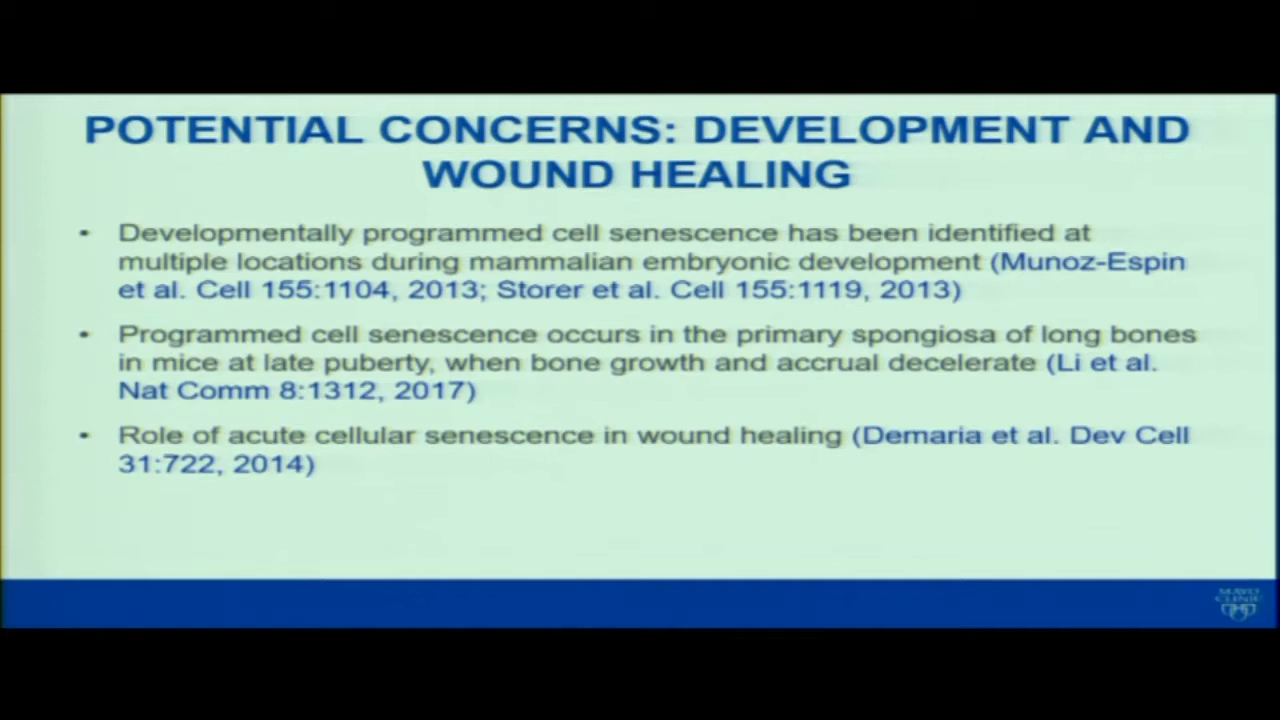 POTENTIAL CONCERNS: DEVELOPMENT AND
WOUND HEALING
• Developmentally programmed cell senescence has been identified at
multiple locations during mammalian embryonic development (Munoz-Espin
et al. Cell 155:1104, 2013; Storer et al. Cell 155:1119, 2013)
• Programmed cell senescence occurs in the primary spongiosa of long bones
in mice at late puberty, when bone growth and accrual decelerate (Li et al.
Nat Comm 8:1312, 2017)
• Role of acute cellular senescence in wound healing (Demaria et al. Dev Cell
31:722, 2014)
MAYO
CLINIC